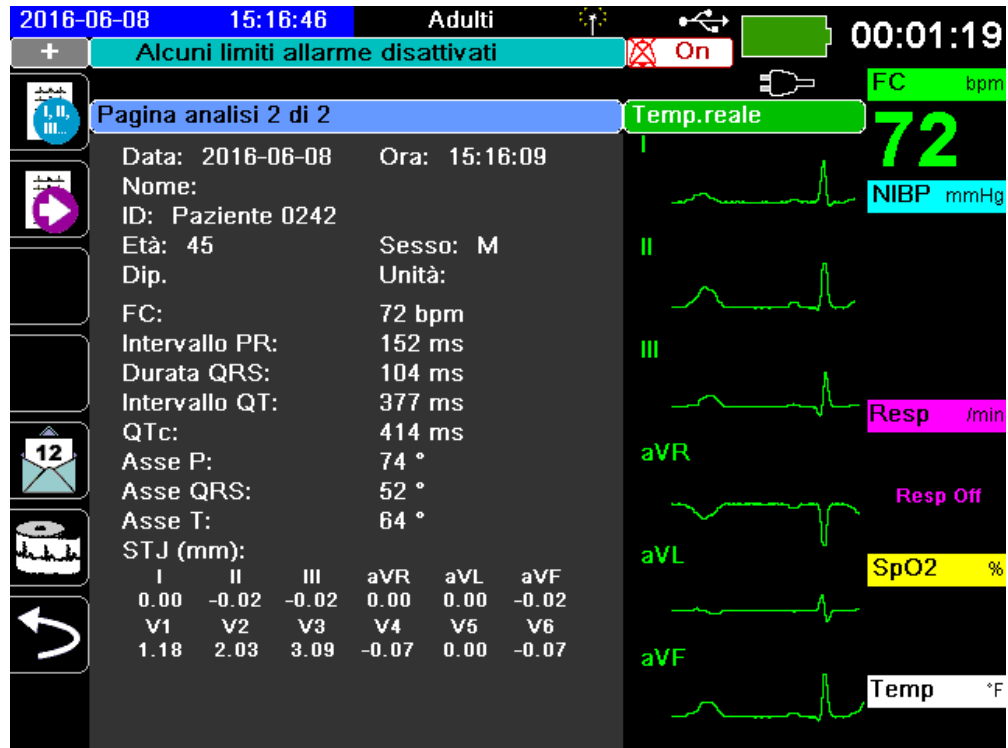 2016-06-08 15:16:46 Adulti
00:01:19
+ Alcuni limiti allarme disattivati On
FC bpm
72
NIBP mmHg
Resp /min
Resp Off
SpO2 %
Temp °F
I, II, III...
12
Pagina analisi 2 di 2
Data: 2016-06-08 Ora: 15:16:09
Nome:
ID: Paziente 0242
Età: 45 Sesso: M
Dip. Unità:
FC: 72 bpm
Intervallo PR: 152 ms
Durata QRS: 104 ms
Intervallo QT: 377 ms
QTc: 414 ms
Asse P: 74 °
Asse QRS: 52 °
Asse T: 64 °
STJ (mm):
I II III aVR aVL aVF
0.00 -0.02 -0.02 0.00 0.00 -0.02
V1 V2 V3 V4 V5 V6
1.18 2.03 3.09 -0.07 0.00 -0.07
Temp.reale
I
II
III
aVR
aVL
aVF